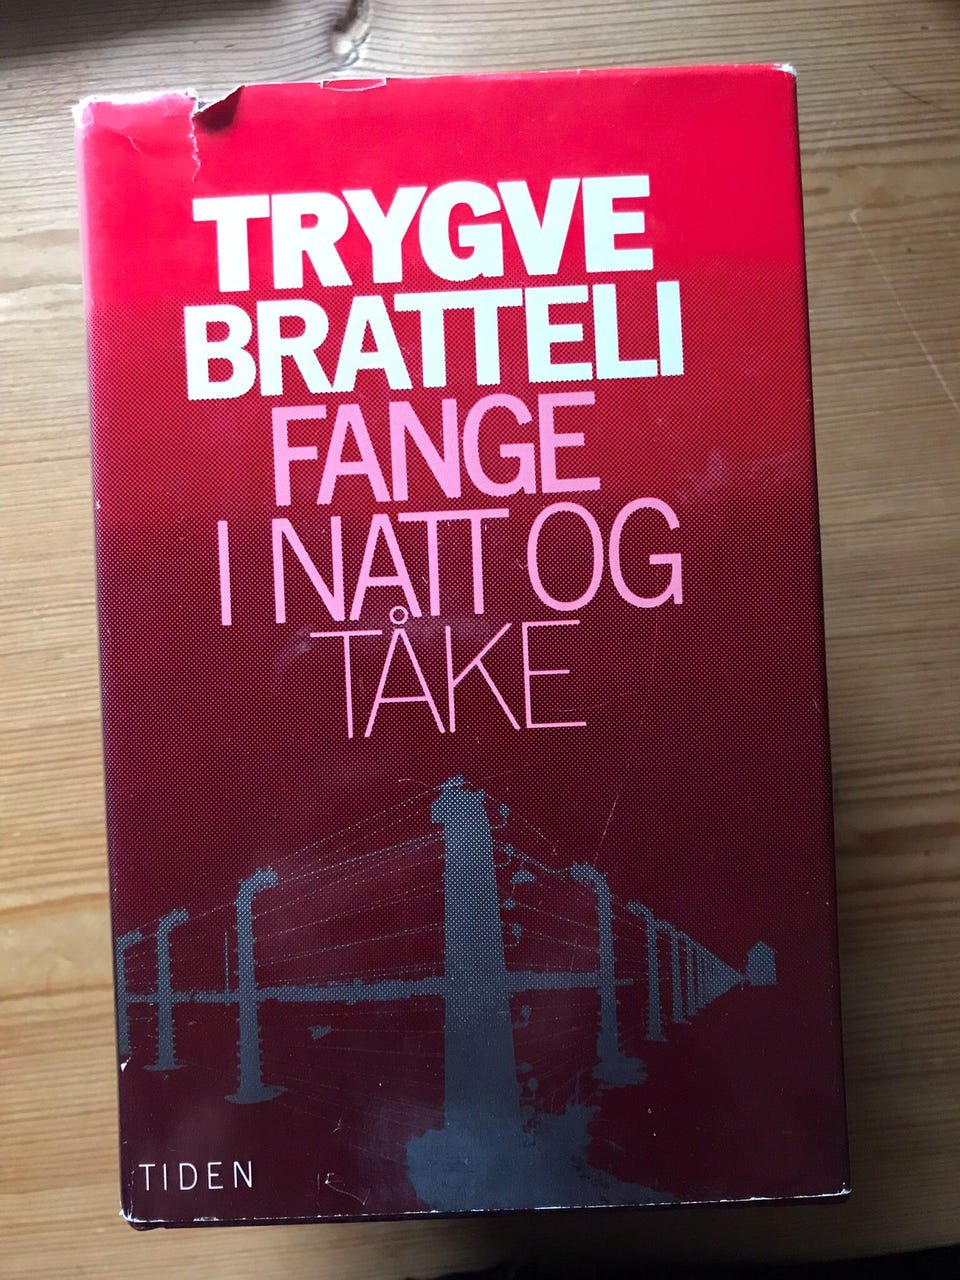 TRYGVE
BRATTELI
FANGE
I NATT OG
TÅKE
TIDEN